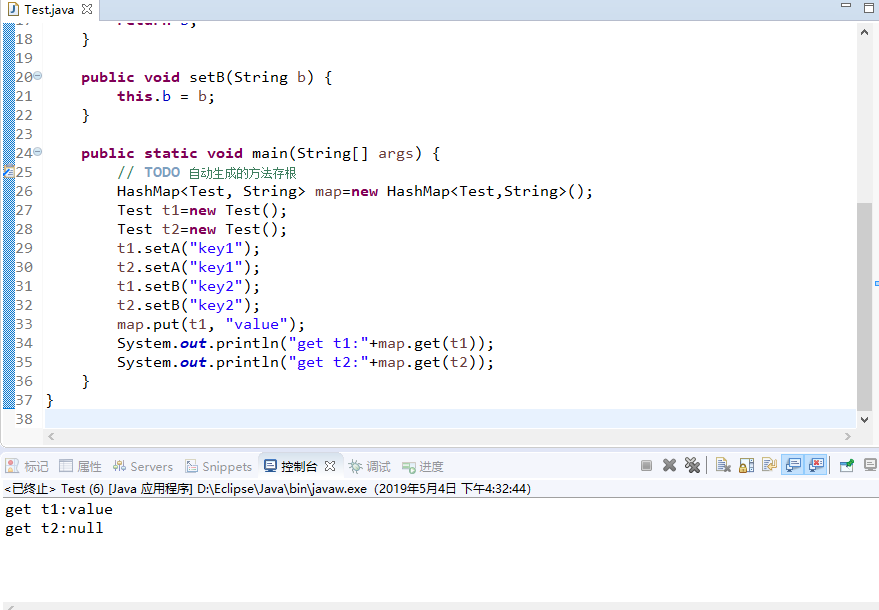 Test.java
18 }
19
20 public void setB(String b) {
21 this.b = b;
22 }
23
24 public static void main(String[] args) {
25 // TODO 自动生成的方法存根
26 HashMap<Test, String> map=new HashMap<Test,String>();
27 Test t1=new Test();
28 Test t2=new Test();
29 t1.setA("key1");
30 t2.setA("key1");
31 t1.setB("key2");
32 t2.setB("key2");
33 map.put(t1, "value");
34 System.out.println("get t1:"+map.get(t1));
35 System.out.println("get t2:"+map.get(t2));
36 }
37 }
38
标记 属性 Servers Snippets 控制台 调试 进度
<已终止> Test (6) [Java 应用程序] D:\Eclipse\Java\bin\javaw.exe（2019年5月4日 下午4:32:44）
get t1:value
get t2:null